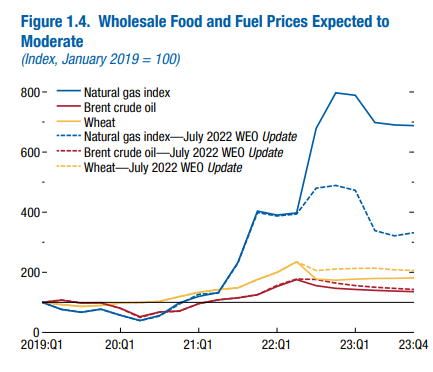 Figure 1.4. Wholesale Food and Fuel Prices Expected to
Moderate
(Index, January 2019 = 100)
800
Natural gas index
Brent crude oil
Wheat
Natural gas index—July 2022 WEO Update
600
Brent crude oil—July 2022 WEO Update
Wheat—July 2022 WEO Update
400
200
0
2019:Q1 20:Q1 21:Q1 22:Q1 23:Q1 23:Q4